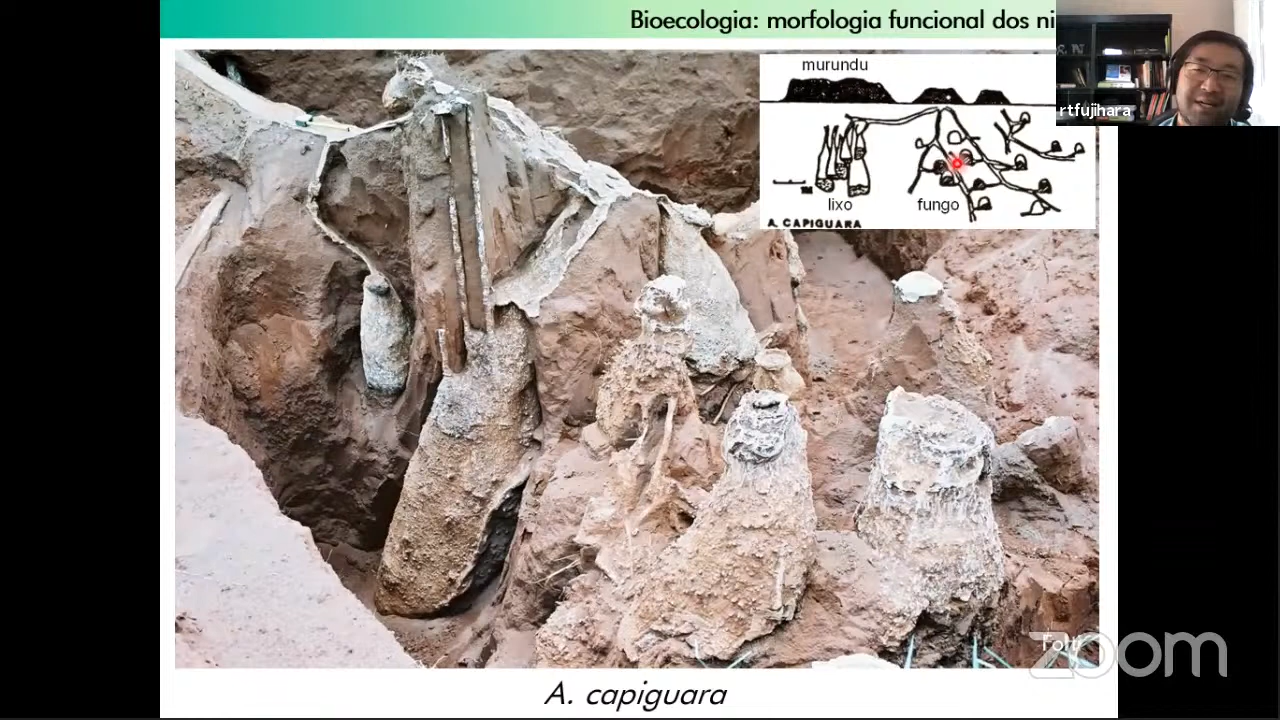 Bioecologia: morfologia funcional dos ni
rtfujihara
murundu
lixo
fungo
A. CAPIGUARA
zoom
A. capiguara